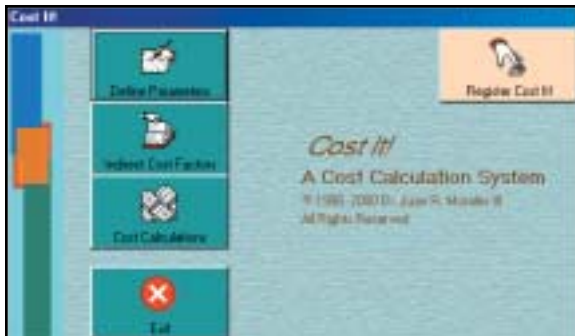 Cost It!
Define Parameters
Register Cost It!
Indirect Cost Factors
Cost Calculations
Exit
Cost It!
A Cost Calculation System
All Rights Reserved